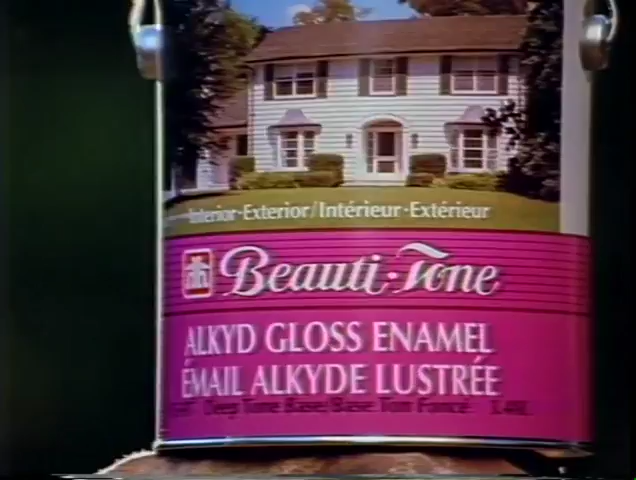 Interior·Exterior/Intérieur·Extérieur
Beauti-Tone
ALKYD GLOSS ENAMEL
ÉMAIL ALKYDE LUSTRÉE
Deep Tone Base/Base Ton Foncé